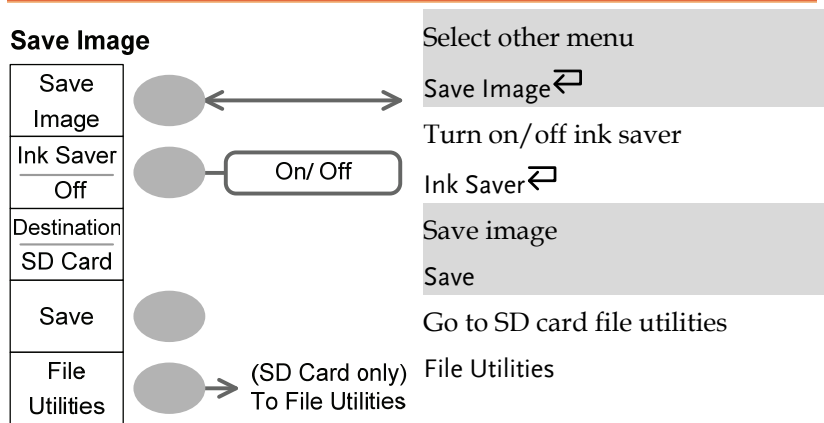 Save Image
Save
Image
Ink Saver
Off
On/ Off
Destination
SD Card
Save
File
Utilities
(SD Card only)
To File Utilities
Select other menu
Save Image
Turn on/off ink saver
Ink Saver
Save image
Save
Go to SD card file utilities
File Utilities